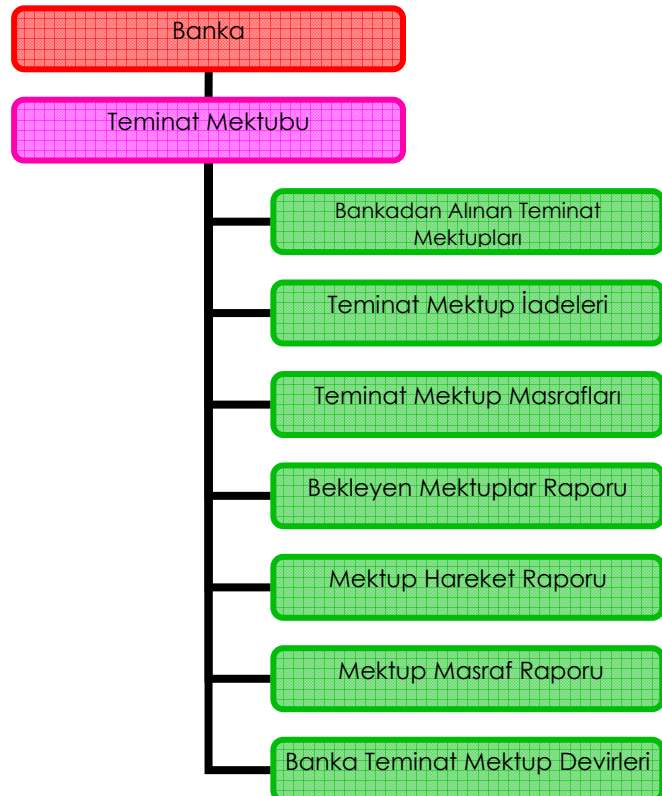 Banka
Teminat Mektubu
Bankadan Alınan Teminat
Mektupları
Teminat Mektup İadeleri
Teminat Mektup Masrafları
Bekleyen Mektuplar Raporu
Mektup Hareket Raporu
Mektup Masraf Raporu
Banka Teminat Mektup Devirleri